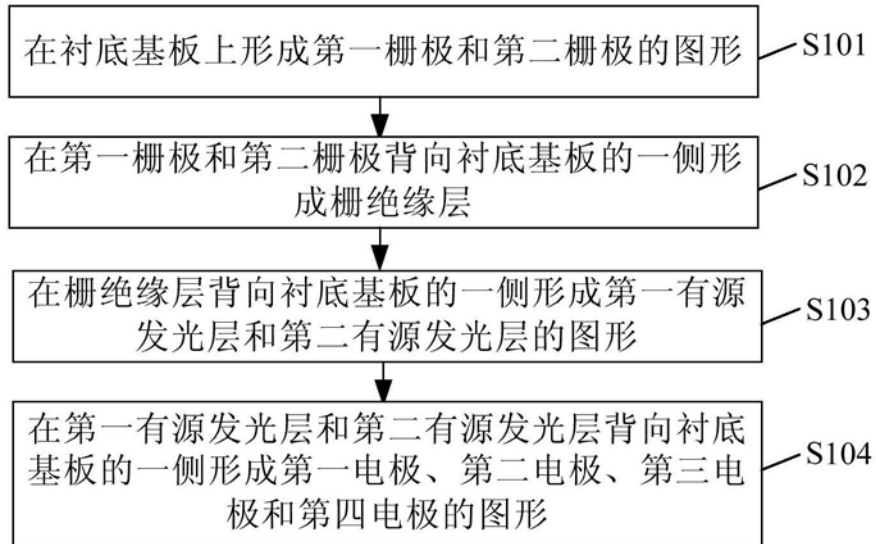 在衬底基板上形成第一栅极和第二栅极的图形
S101
在第一栅极和第二栅极背向衬底基板的一侧形
成栅绝缘层
S102
在栅绝缘层背向衬底基板的一侧形成第一有源
发光层和第二有源发光层的图形
S103
在第一有源发光层和第二有源发光层背向衬底
基板的一侧形成第一电极、第二电极、第三电
极和第四电极的图形
S104